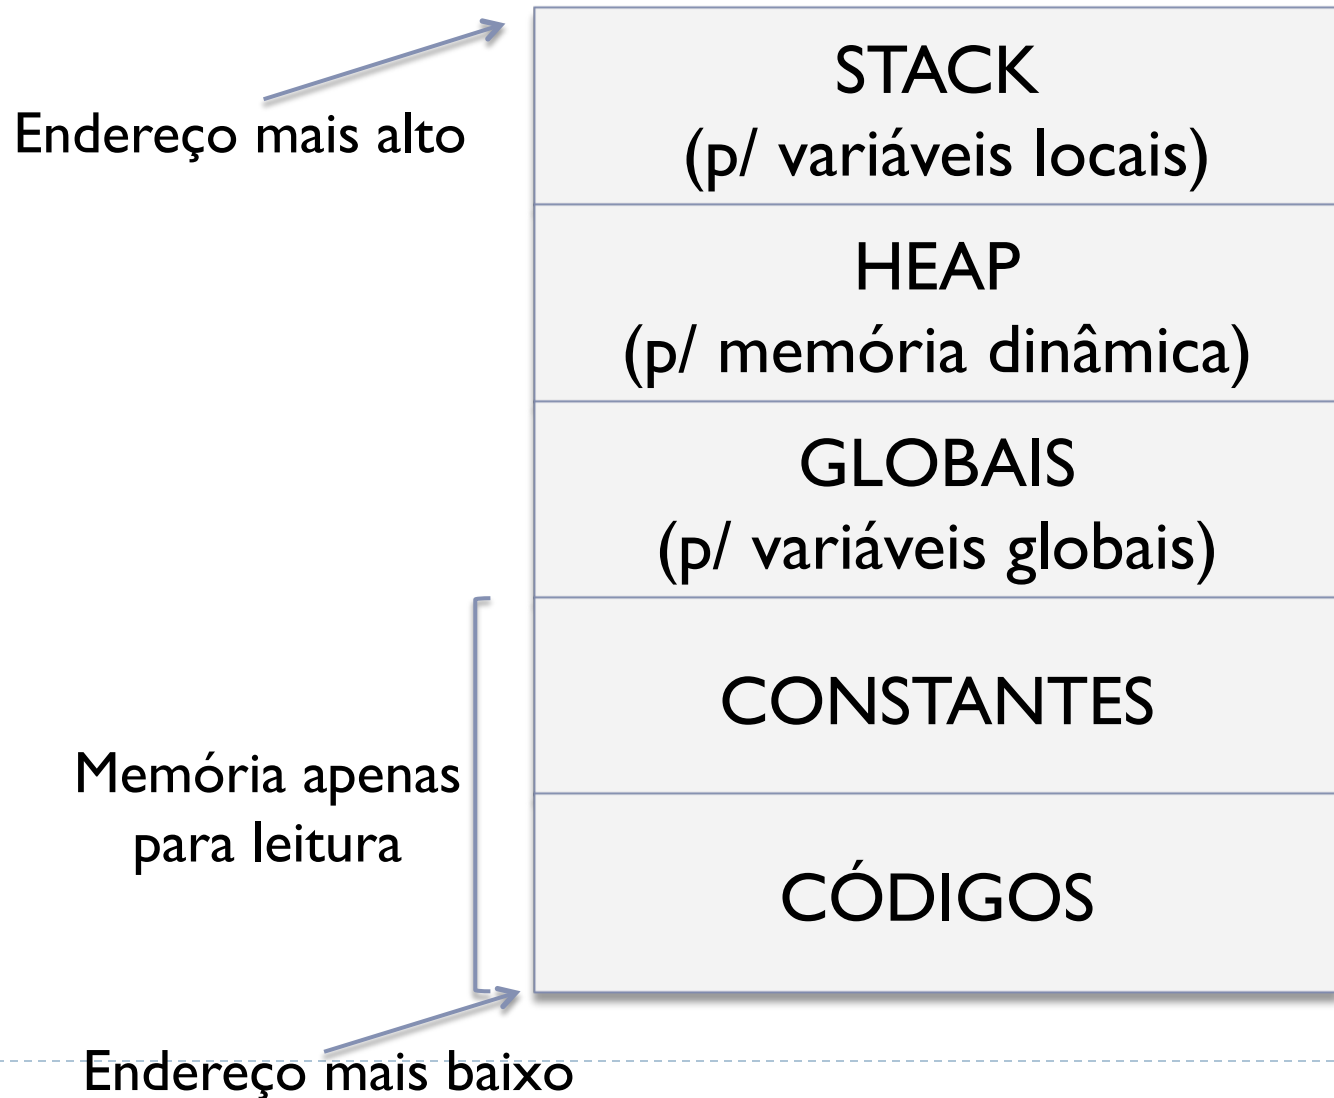 Endereço mais alto
STACK
(p/ variáveis locais)
HEAP
(p/ memória dinâmica)
GLOBAIS
(p/ variáveis globais)
Memória apenas
para leitura
CONSTANTES
CÓDIGOS
Endereço mais baixo